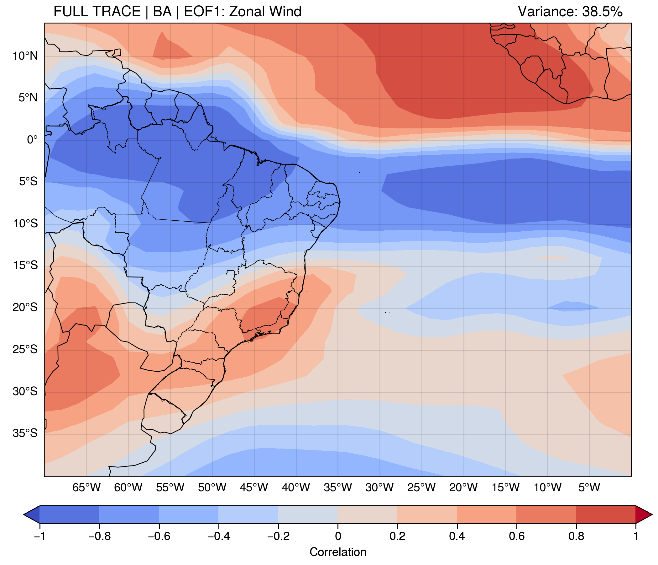 FULL TRACE | BA | EOF1: Zonal Wind Variance: 38.5%
10°N
5°N
0°
5°S
10°S
15°S
20°S
25°S
30°S
35°S
65°W 60°W 55°W 50°W 45°W 40°W 35°W 30°W 25°W 20°W 15°W 10°W 5°W
−1 −0.8 −0.6 −0.4 −0.2 0 0.2 0.4 0.6 0.8 1
Correlation